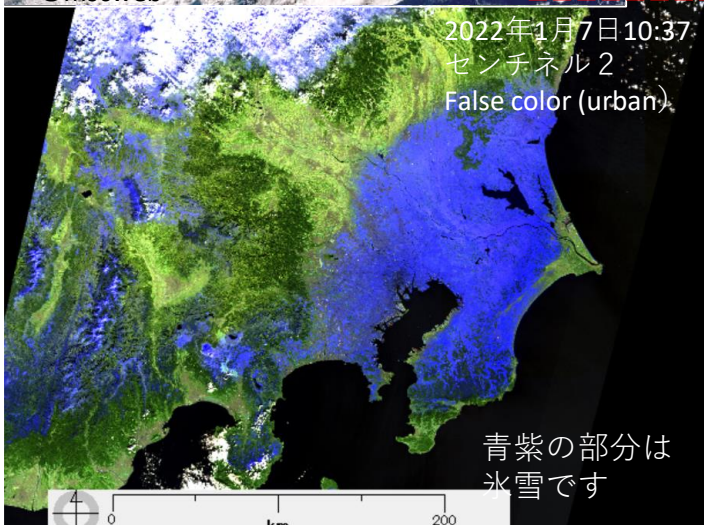 2022年1月7日10:37
センチネル２
False color (urban）
青紫の部分は
氷雪です
0
km
200